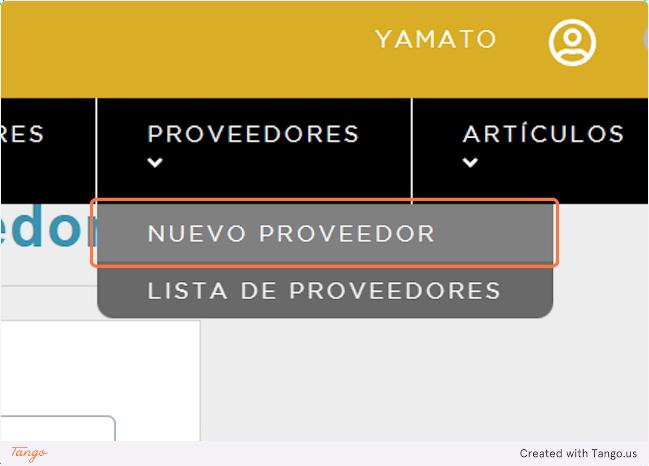 YAMATO
RES
PROVEEDORES
ARTÍCULOS
edor
NUEVO PROVEEDOR
LISTA DE PROVEEDORES
Tango
Created with Tango.us